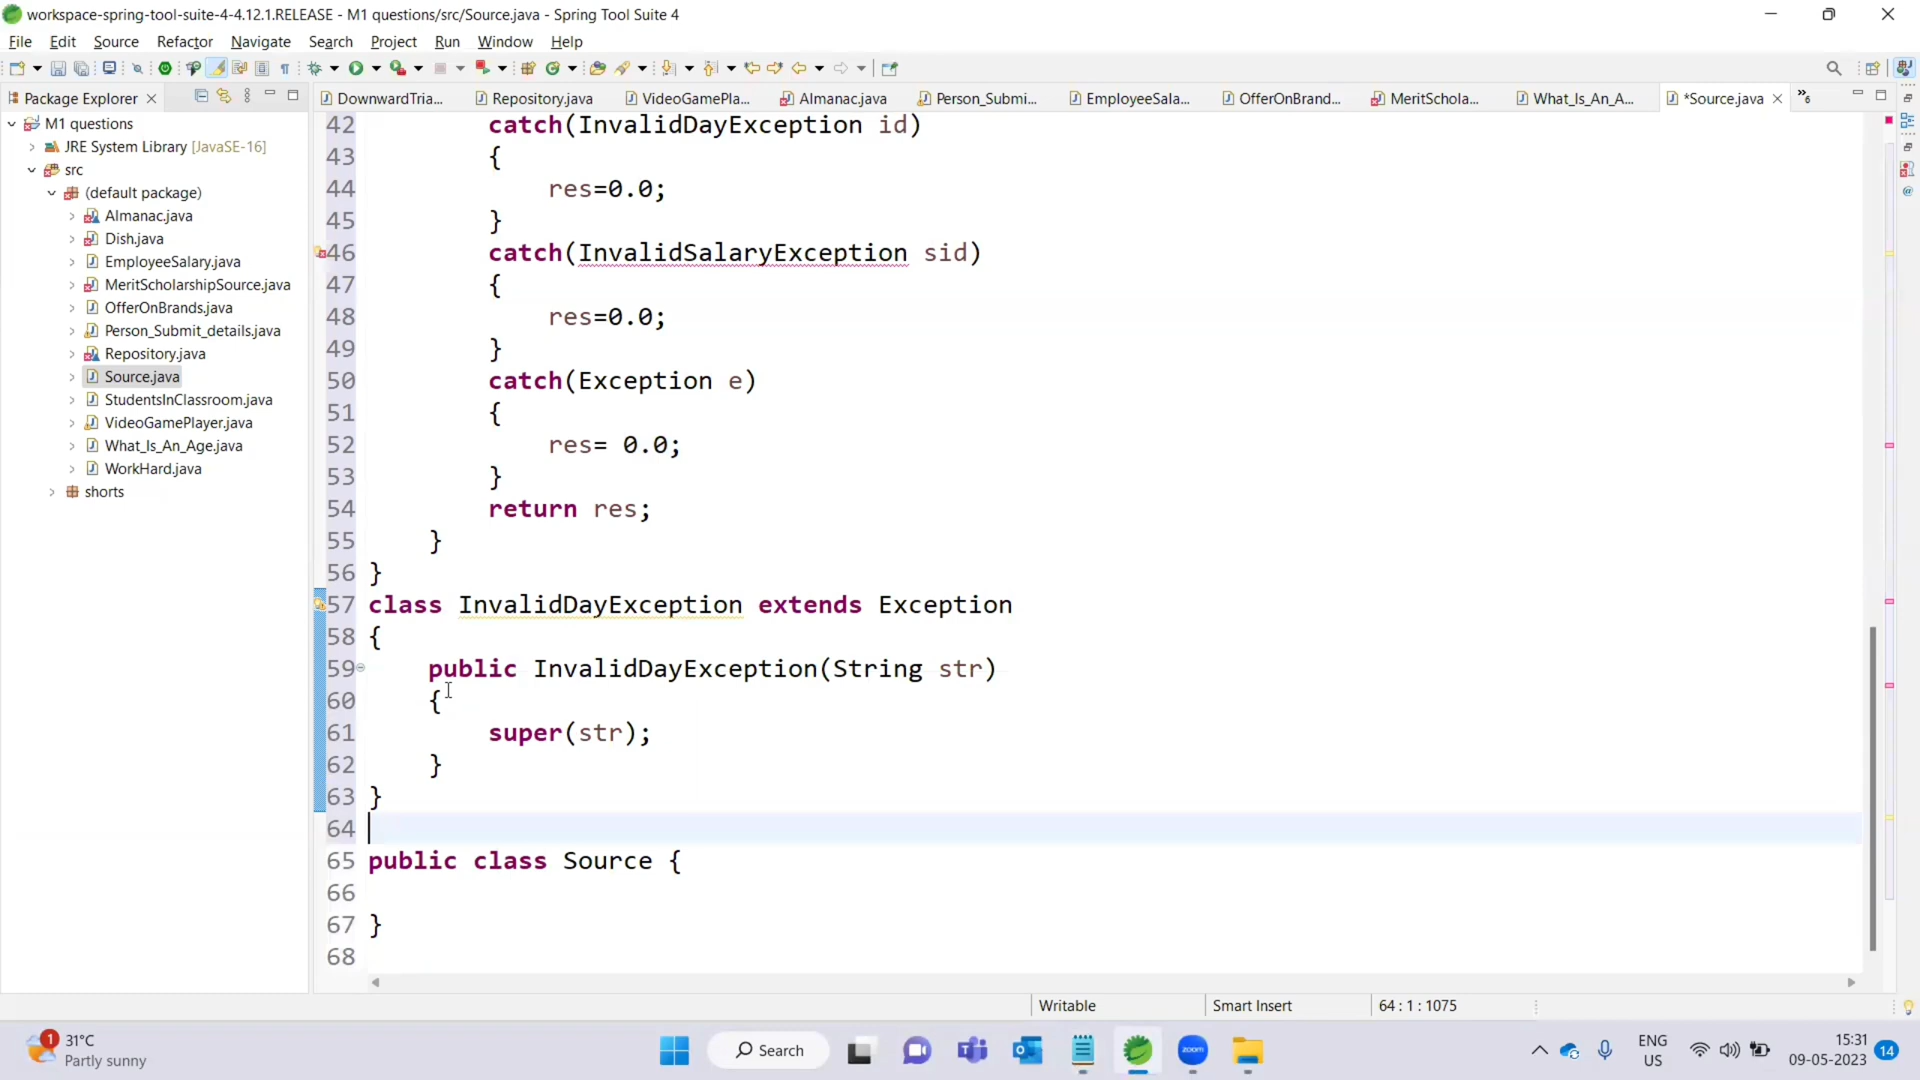 workspace-spring-tool-suite-4-4.12.1.RELEASE - M1 questions/src/Source.java - Spring Tool Suite 4
File Edit Source Refactor Navigate Search Project Run Window Help
Package Explorer
DowndwardTria... Repository.java VideoGamePla... Almanac.java Person_Submi... EmployeeSala... OfferOnBrand... MeritSchola... What_Is_An_A... *Source.java 6
M1 questions
JRE System Library [JavaSE-16]
src
(default package)
Almanac.java
Dish.java
EmployeeSalary.java
MeritScholarshipSource.java
OfferOnBrands.java
Person_Submit_details.java
Repository.java
Source.java
StudentsInClassroom.java
VideoGamePlayer.java
What_Is_An_Age.java
WorkHard.java
shorts
42 catch(InvalidDayException id)
43 {
44 res=0.0;
45 }
46 catch(InvalidSalaryException sid)
47 {
48 res=0.0;
49 }
50 catch(Exception e)
51 {
52 res= 0.0;
53 }
54 return res;
55 }
56 }
57 class InvalidDayException extends Exception
58 {
59 public InvalidDayException(String str)
60 {
61 super(str);
62 }
63 }
64
65 public class Source {
66
67 }
68
Writable Smart Insert 64 : 1 : 1075
1 31°C
Partly sunny
Search
zoom
ENG
US
15:31
09-05-2023 14